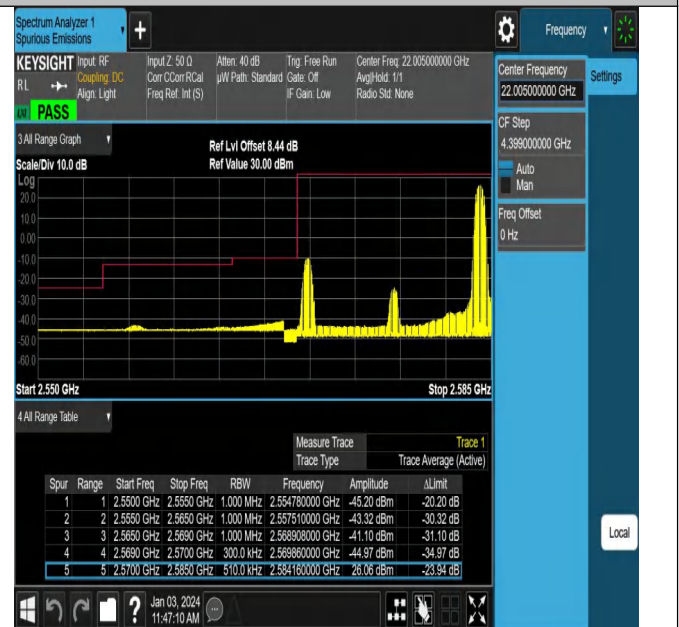 Spectrum Analyzer 1
Spurious Emissions
+
Frequency
KEYSIGHT Input: RF Input Z: 50 Ω Atten: 40 dB Trig: Free Run Center Freq: 22.005000000 GHz
RL Coupling: DC Corr CCorr RCal µW Path: Standard Gate: Off Avg|Hold: 1/1
Align: Light Freq Ref: Int (S) IF Gain: Low Radio Std: None
PASS
Center Frequency
22.005000000 GHz
Settings
CF Step
4.399000000 GHz
Auto
Man
Freq Offset
0 Hz
3 All Range Graph
Ref Lvl Offset 8.44 dB
Scale/Div 10.0 dB Ref Value 30.00 dBm
Log
20.0
10.0
0.00
-10.0
-20.0
-30.0
-40.0
-50.0
-60.0
Start 2.550 GHz Stop 2.585 GHz
4 All Range Table
Measure Trace Trace 1
Trace Type Trace Average (Active)
Spur Range Start Freq Stop Freq RBW Frequency Amplitude ΔLimit
1 1 2.5500 GHz 2.5550 GHz 1.000 MHz 2.554780000 GHz -45.20 dBm -20.20 dB
2 2 2.5550 GHz 2.5650 GHz 1.000 MHz 2.557510000 GHz -43.32 dBm -30.32 dB
3 3 2.5650 GHz 2.5690 GHz 1.000 MHz 2.568908000 GHz -41.10 dBm -31.10 dB
4 4 2.5690 GHz 2.5700 GHz 300.0 kHz 2.569860000 GHz -44.97 dBm -34.97 dB
5 5 2.5700 GHz 2.5850 GHz 510.0 kHz 2.584160000 GHz 26.06 dBm -23.94 dB
Local
?
Jan 03, 2024
11:47:10 AM